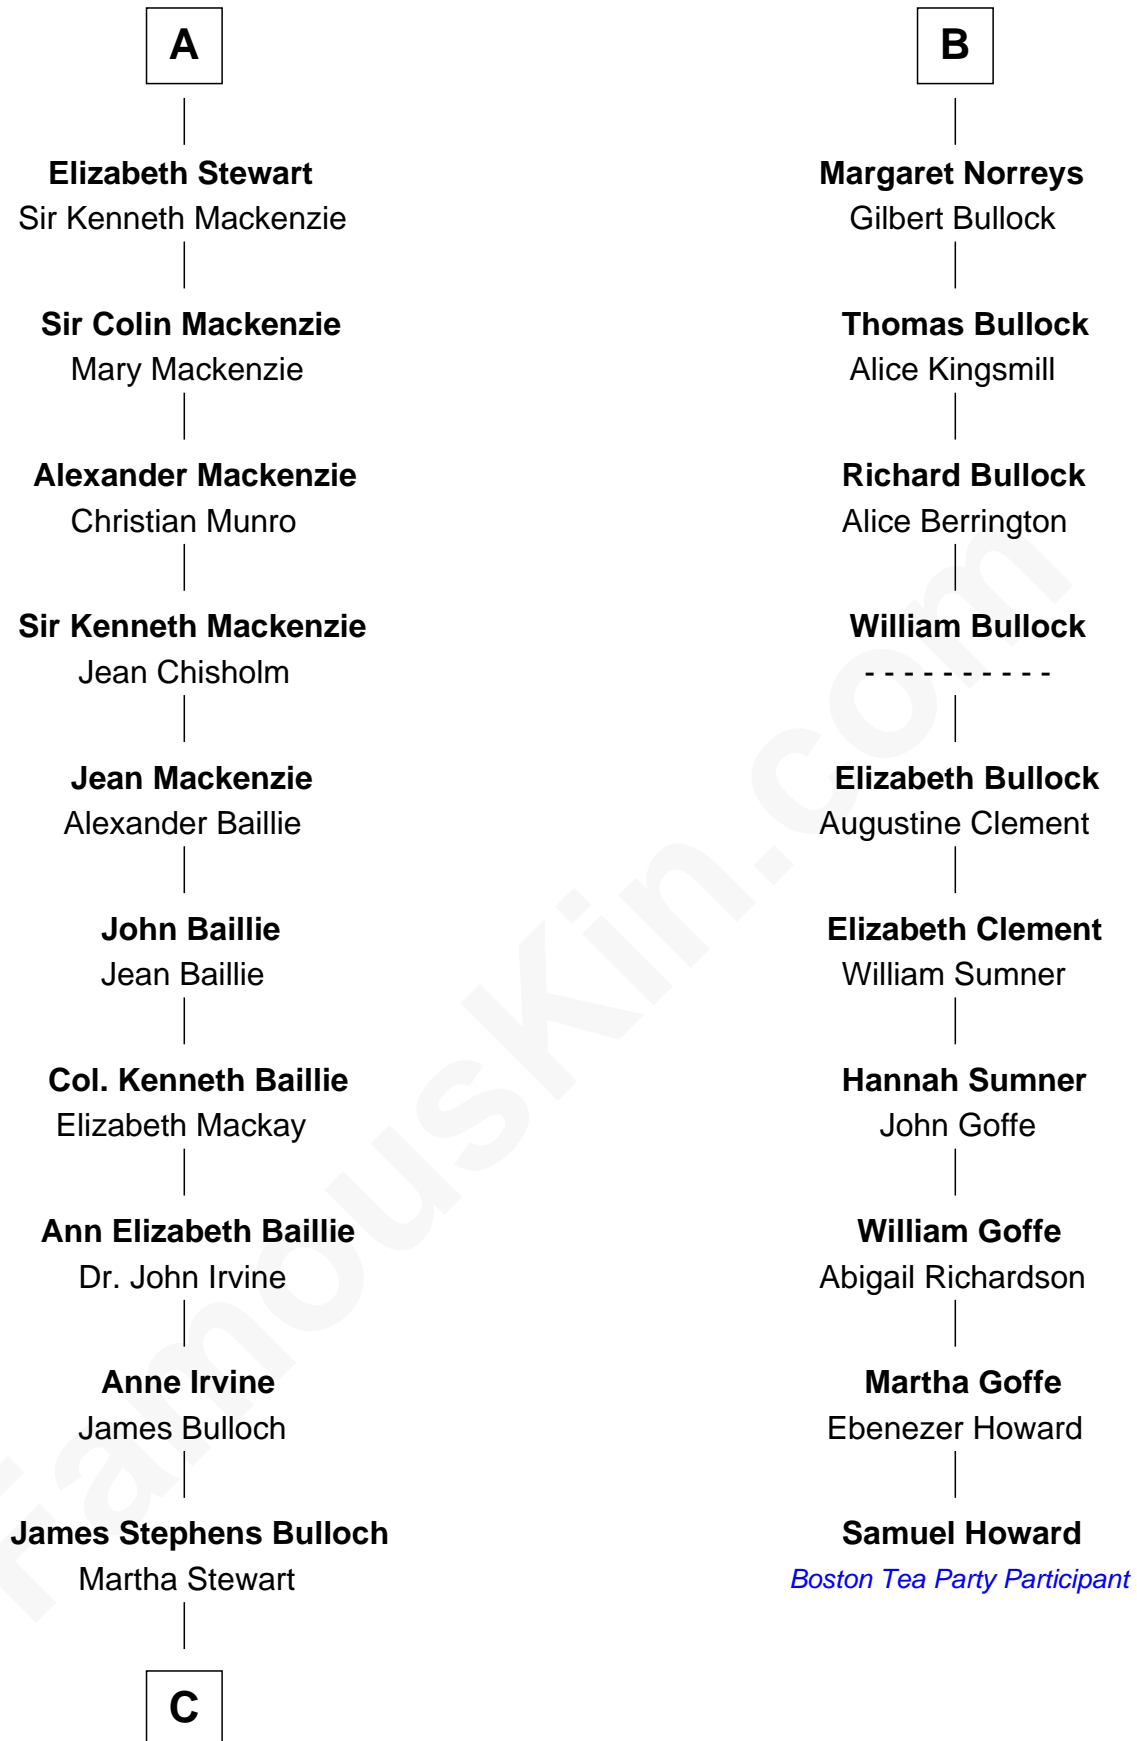 A
Elizabeth Stewart
Sir Kenneth Mackenzie
Sir Colin Mackenzie
Mary Mackenzie
Alexander Mackenzie
Christian Munro
Sir Kenneth Mackenzie
Jean Chisholm
Jean Mackenzie
Alexander Baillie
John Baillie
Jean Baillie
Col. Kenneth Baillie
Elizabeth Mackay
Ann Elizabeth Baillie
Dr. John Irvine
Anne Irvine
James Bulloch
James Stephens Bulloch
Martha Stewart
C
B
Margaret Norreys
Gilbert Bullock
Thomas Bullock
Alice Kingsmill
Richard Bullock
Alice Berrington
William Bullock
- - - - - - - - - -
Elizabeth Bullock
Augustine Clement
Elizabeth Clement
William Sumner
Hannah Sumner
John Goffe
William Goffe
Abigail Richardson
Martha Goffe
Ebenezer Howard
Samuel Howard
Boston Tea Party Participant
FamousKin.com